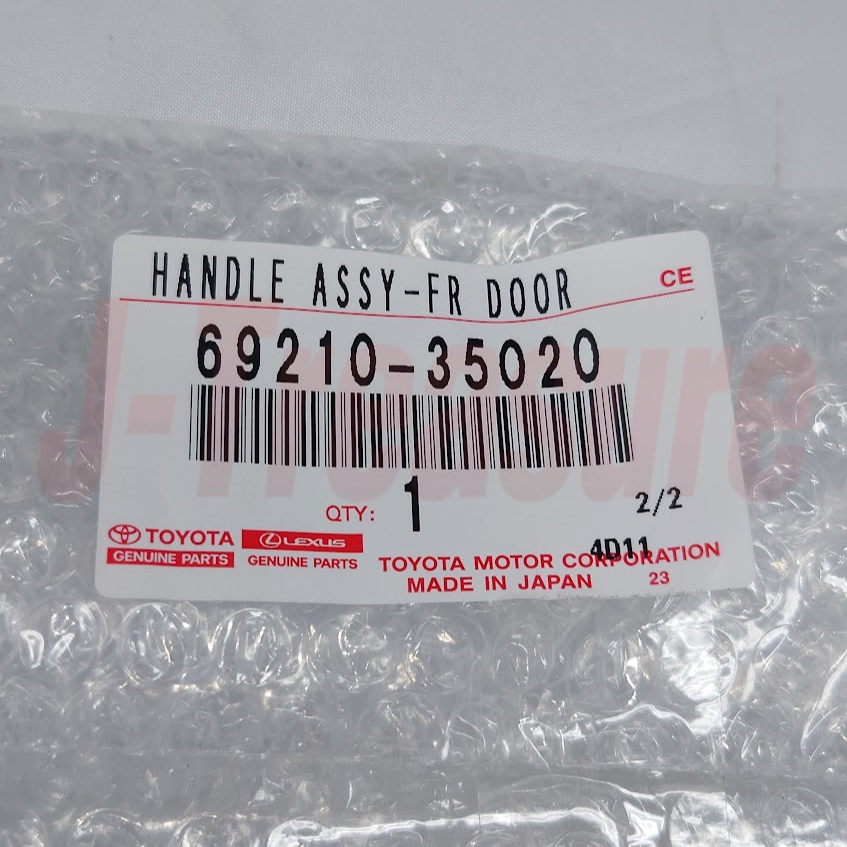 HANDLE ASSY-FR DOOR
CE
69210-35020
QTY: 1
2/2
TOYOTA
GENUINE PARTS
LEXUS
GENUINE PARTS
4D11
TOYOTA MOTOR CORPORATION
MADE IN JAPAN 23
J-Treasure